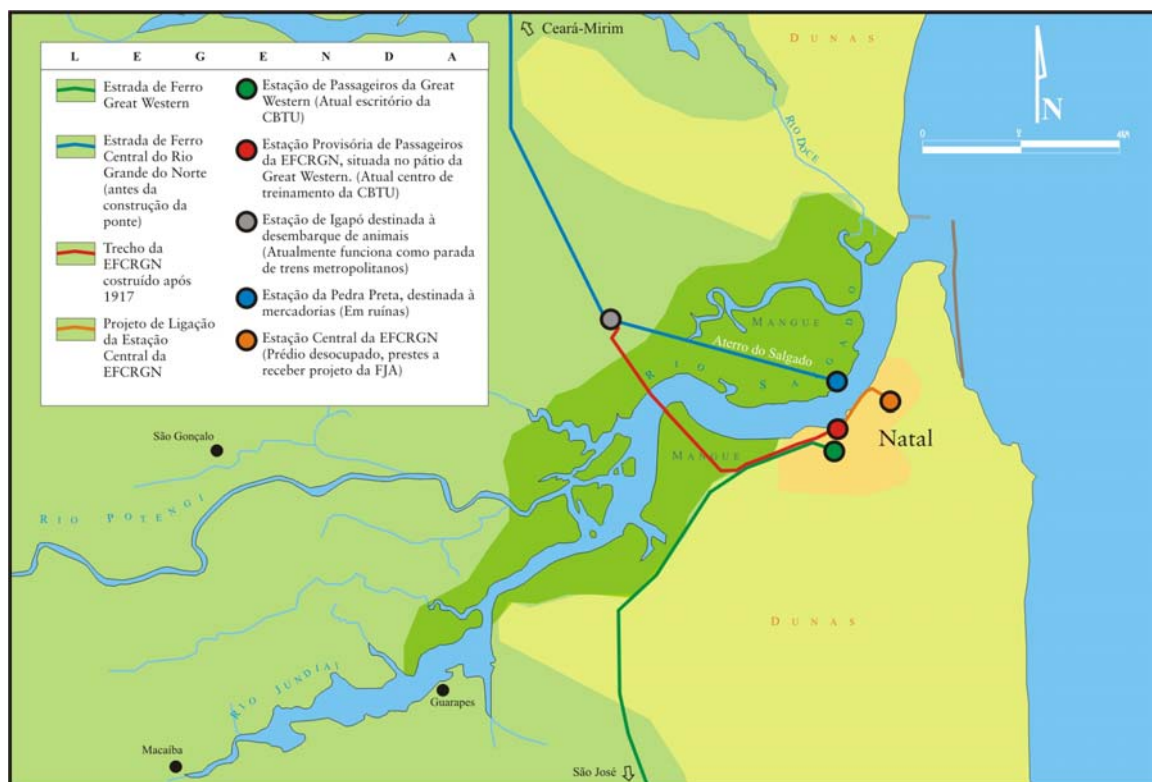 Ceará-Mirim
DUNAS
L E G E N D A
Estrada de Ferro
Great Western
Estrada de Ferro
Central do Rio
Grande do Norte
(antes da
construção da
ponte)
Trecho da
EFCRGN
costruído após
1917
Projeto de Ligação
da Estação
Central da
EFCRGN
Estação de Passageiros da Great
Western (Atual escritório da
CBTU)
Estação Provisória de Passageiros
da EFCRGN, situada no pátio da
Great Western. (Atual centro de
treinamento da CBTU)
Estação de Igapó destinada à
desembarque de animais
(Atualmente funciona como parada
de trens metropolitanos)
Estação da Pedra Preta, destinada à
mercadorias (Em ruínas)
Estação Central da EFCRGN
(Prédio desocupado, prestes a
receber projeto da FJA)
N
0
4KM
RIO DOCE
MANGUE
Aterro do Salgado
RIO SALGADO
Natal
MANGUE
São Gonçalo
RIO POTENGI
DUNAS
RIO JUNDIAÍ
Guarapes
Macaíba
São José